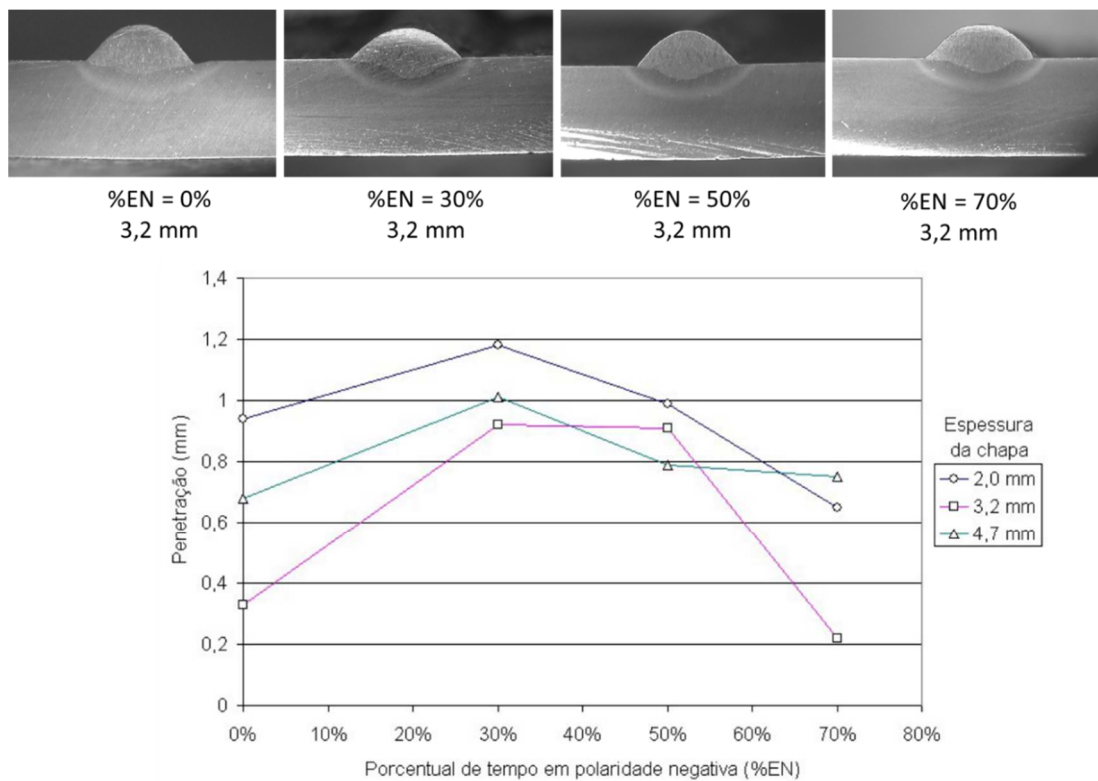 %EN = 0%
3,2 mm
%EN = 30%
3,2 mm
%EN = 50%
3,2 mm
%EN = 70%
3,2 mm
1,4
1,2
1
0,8
0,6
0,4
0,2
0
Penetração (mm)
0%
10%
20%
30%
40%
50%
60%
70%
80%
Porcentual de tempo em polaridade negativa (%EN)
Espessura
da chapa
2,0 mm
3,2 mm
4,7 mm